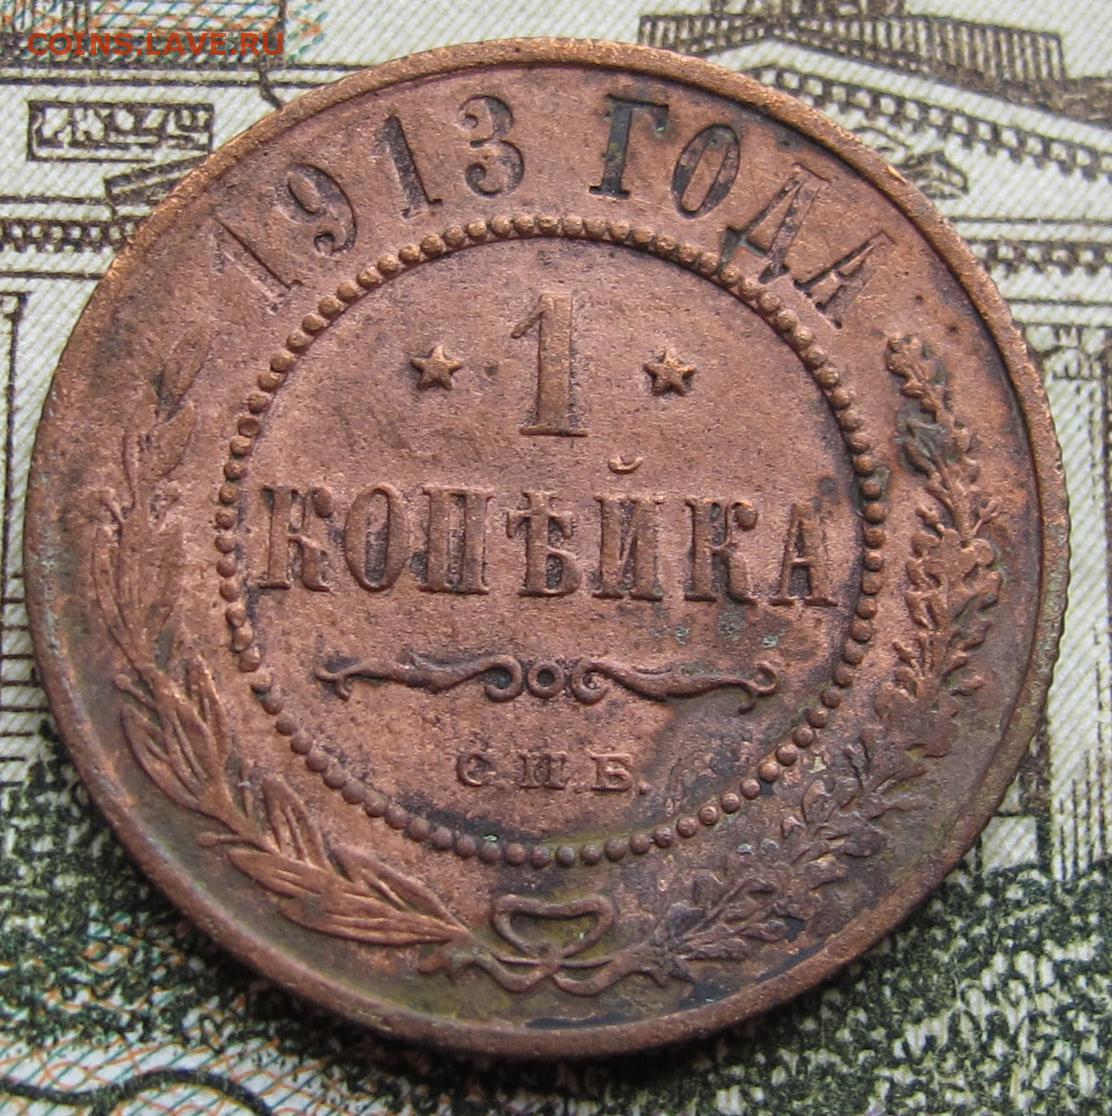 COINS.LAVE.RU
1913 ГОДА
1
КОПѢЙКА
С.П.Б.